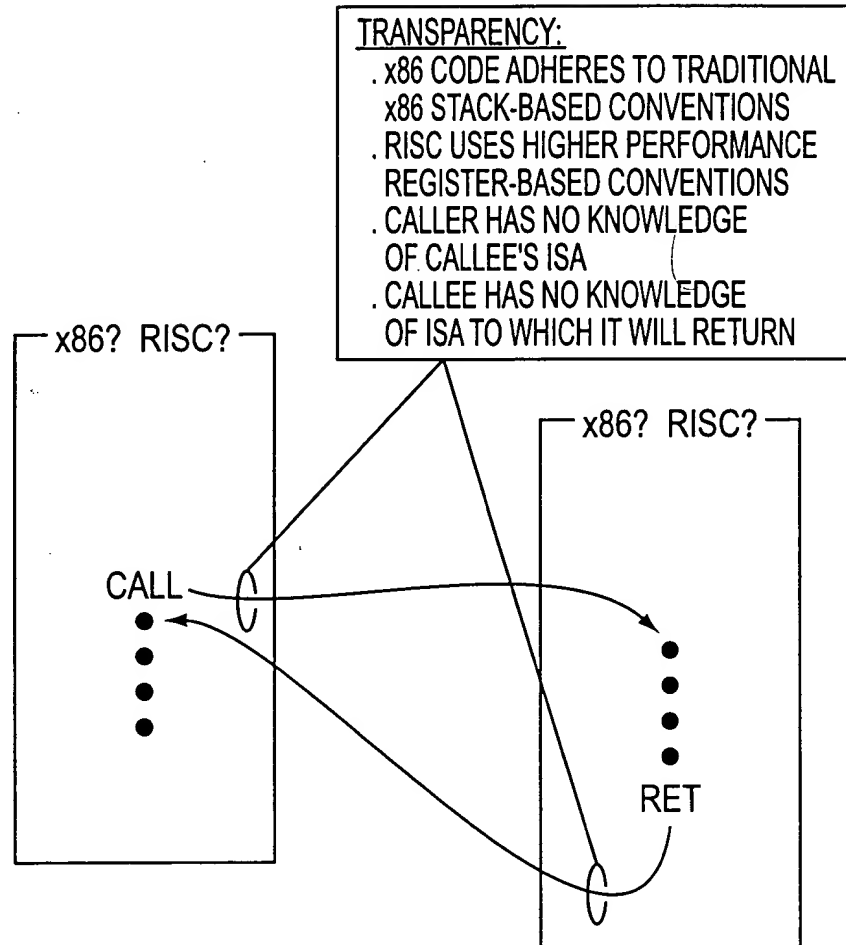 TRANSPARENCY:
. x86 CODE ADHERES TO TRADITIONAL
x86 STACK-BASED CONVENTIONS
. RISC USES HIGHER PERFORMANCE
REGISTER-BASED CONVENTIONS
. CALLER HAS NO KNOWLEDGE
OF CALLEE'S ISA
. CALLEE HAS NO KNOWLEDGE
OF ISA TO WHICH IT WILL RETURN
x86? RISC?
x86? RISC?
CALL
RET